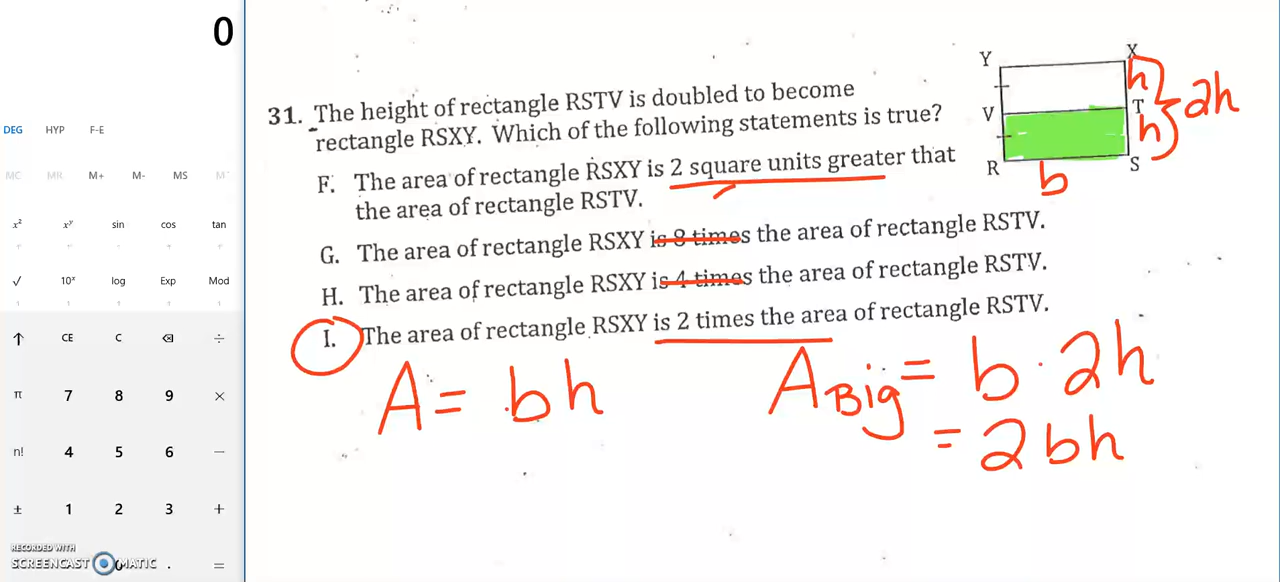 0
DEG HYP F-E
MC MR M+ M- MS M˅
x² xʸ sin cos tan
√ 10ˣ log Exp Mod
↑ CE C ⌫ ÷
π 7 8 9 ×
n! 4 5 6 −
± 1 2 3 +
0 . =
RECORDED WITH
SCREENCAST-O-MATIC
31. The height of rectangle RSTV is doubled to become
rectangle RSXY. Which of the following statements is true?
F. The area of rectangle RSXY is 2 square units greater that
the area of rectangle RSTV.
G. The area of rectangle RSXY is 8 times the area of rectangle RSTV.
H. The area of rectangle RSXY is 4 times the area of rectangle RSTV.
I. The area of rectangle RSXY is 2 times the area of rectangle RSTV.
Y X
h
V T 2h
h
R S
b
A = bh
A BIg = b · 2h
= 2bh